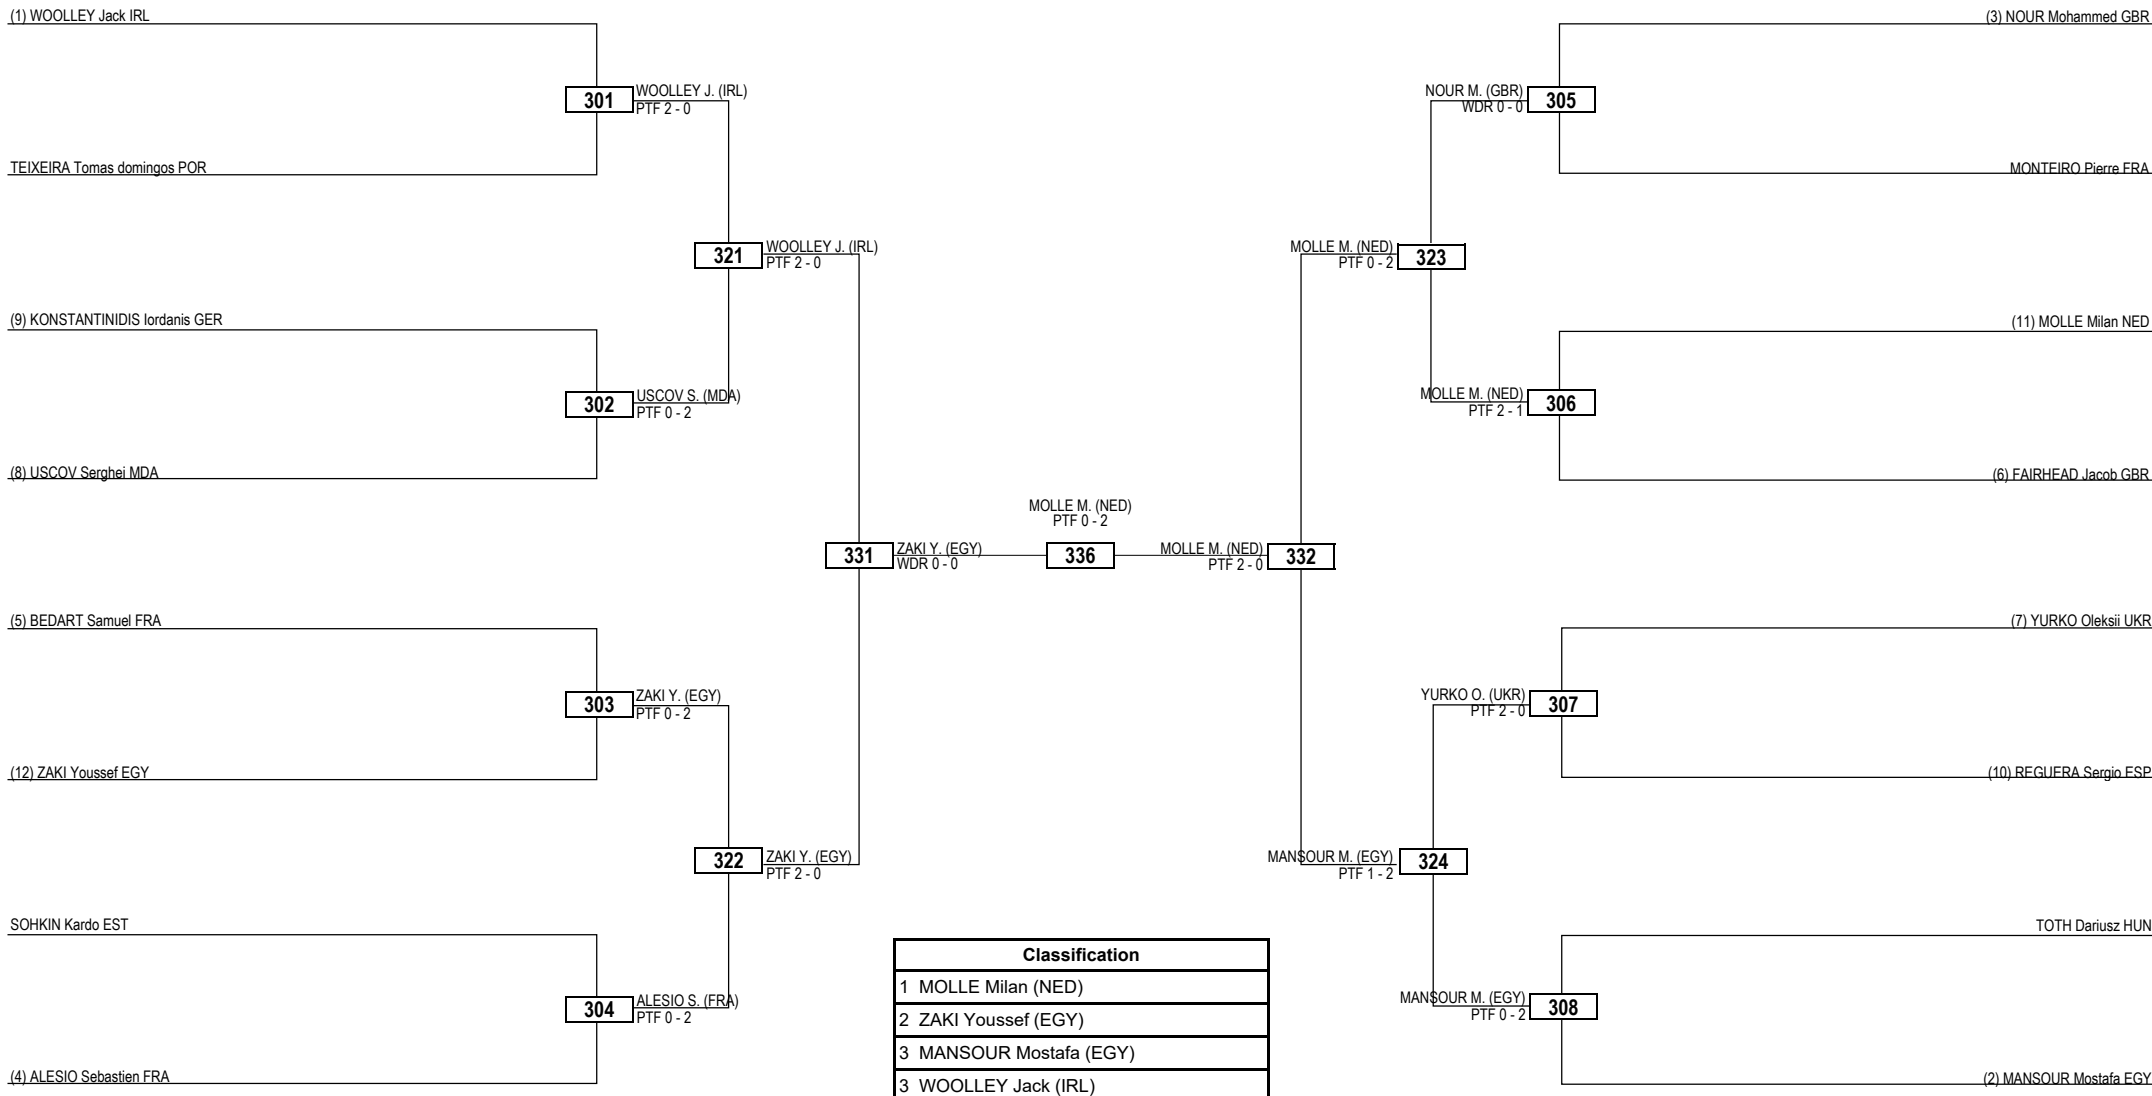 (1) WOOLLEY Jack IRL
301
WOOLLEY J. (IRL)
PTF 2 - 0
TEIXEIRA Tomas domingos POR
321
WOOLLEY J. (IRL)
PTF 2 - 0
(9) KONSTANTINIDIS Iordanis GER
302
USCOV S. (MDA)
PTF 0 - 2
(8) USCOV Serghei MDA
331
ZAKI Y. (EGY)
WDR 0 - 0
(5) BEDART Samuel FRA
303
ZAKI Y. (EGY)
PTF 0 - 2
(12) ZAKI Youssef EGY
322
ZAKI Y. (EGY)
PTF 2 - 0
SOHKIN Kardo EST
304
ALESIO S. (FRA)
PTF 0 - 2
(4) ALESIO Sebastien FRA
MOLLE M. (NED)
PTF 0 - 2
336
(3) NOUR Mohammed GBR
NOUR M. (GBR)
WDR 0 - 0
305
MONTEIRO Pierre FRA
MOLLE M. (NED)
PTF 0 - 2
323
(11) MOLLE Milan NED
MOLLE M. (NED)
PTF 2 - 1
306
(6) FAIRHEAD Jacob GBR
MOLLE M. (NED)
PTF 2 - 0
332
(7) YURKO Oleksii UKR
YURKO O. (UKR)
PTF 2 - 0
307
(10) REGUERA Sergio ESP
MANSOUR M. (EGY)
PTF 1 - 2
324
TOTH Dariusz HUN
MANSOUR M. (EGY)
PTF 0 - 2
308
(2) MANSOUR Mostafa EGY
Classification
1 MOLLE Milan (NED)
2 ZAKI Youssef (EGY)
3 MANSOUR Mostafa (EGY)
3 WOOLLEY Jack (IRL)